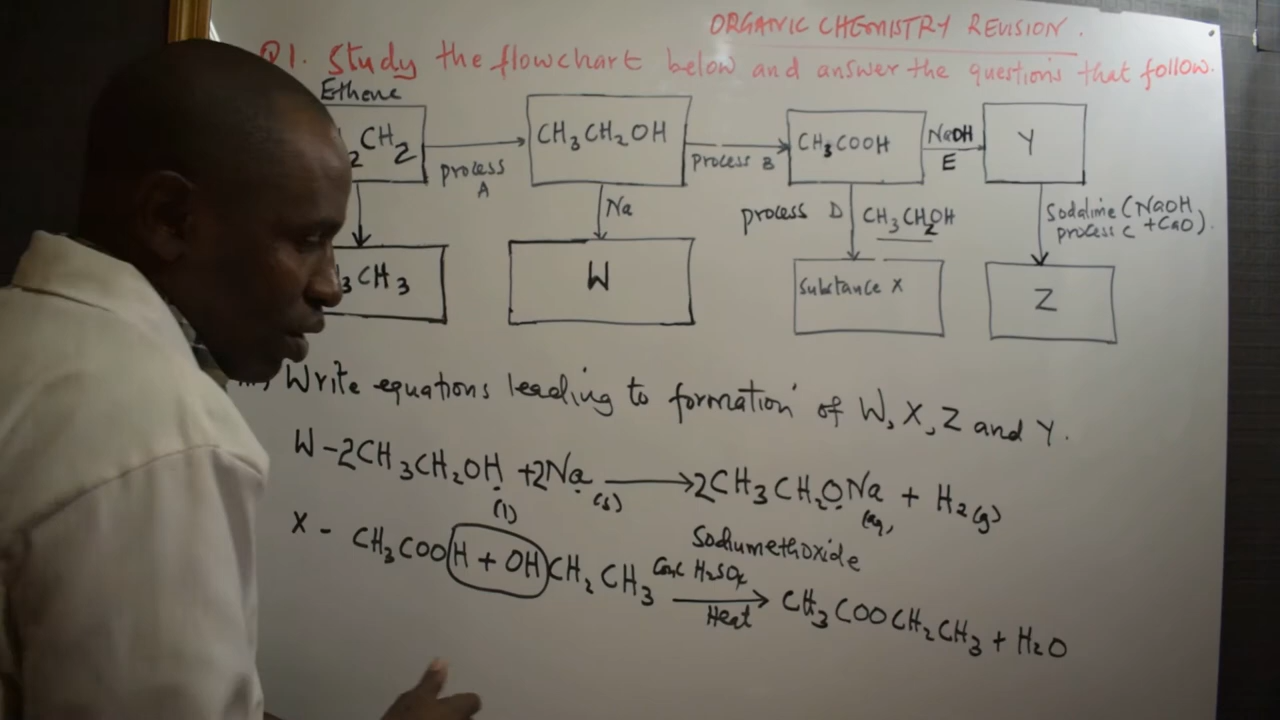 ORGANIC CHEMISTRY REVISION.
Q1. Study the flowchart below and answer the questions that follow.
Ethene
₂CH₂
process A
CH₃CH₂OH
process B
CH₃COOH
NaOH
E
Y
Na
process D
CH₃CH₂OH
Sodalime (NaOH
process C + CaO).
₃CH₃
W
Substance X
Z
Write equations leading to formation of W, X, Z and Y.
W - 2CH₃CH₂OH (l) + 2Na (s) → 2CH₃CH₂ONa (aq) + H₂(g)
Sodiumethoxide
X - CH₃COOH + OHCH₂CH₃ Conc H₂SO₄ Heat → CH₃COOCH₂CH₃ + H₂O